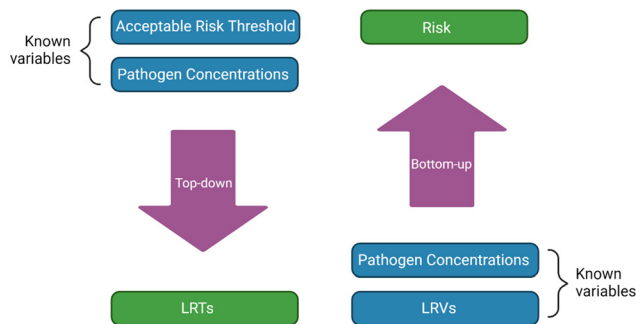 Known
variables
Acceptable Risk Threshold
Pathogen Concentrations
Top-down
LRTs
Risk
Bottom-up
Pathogen Concentrations
LRVs
Known
variables